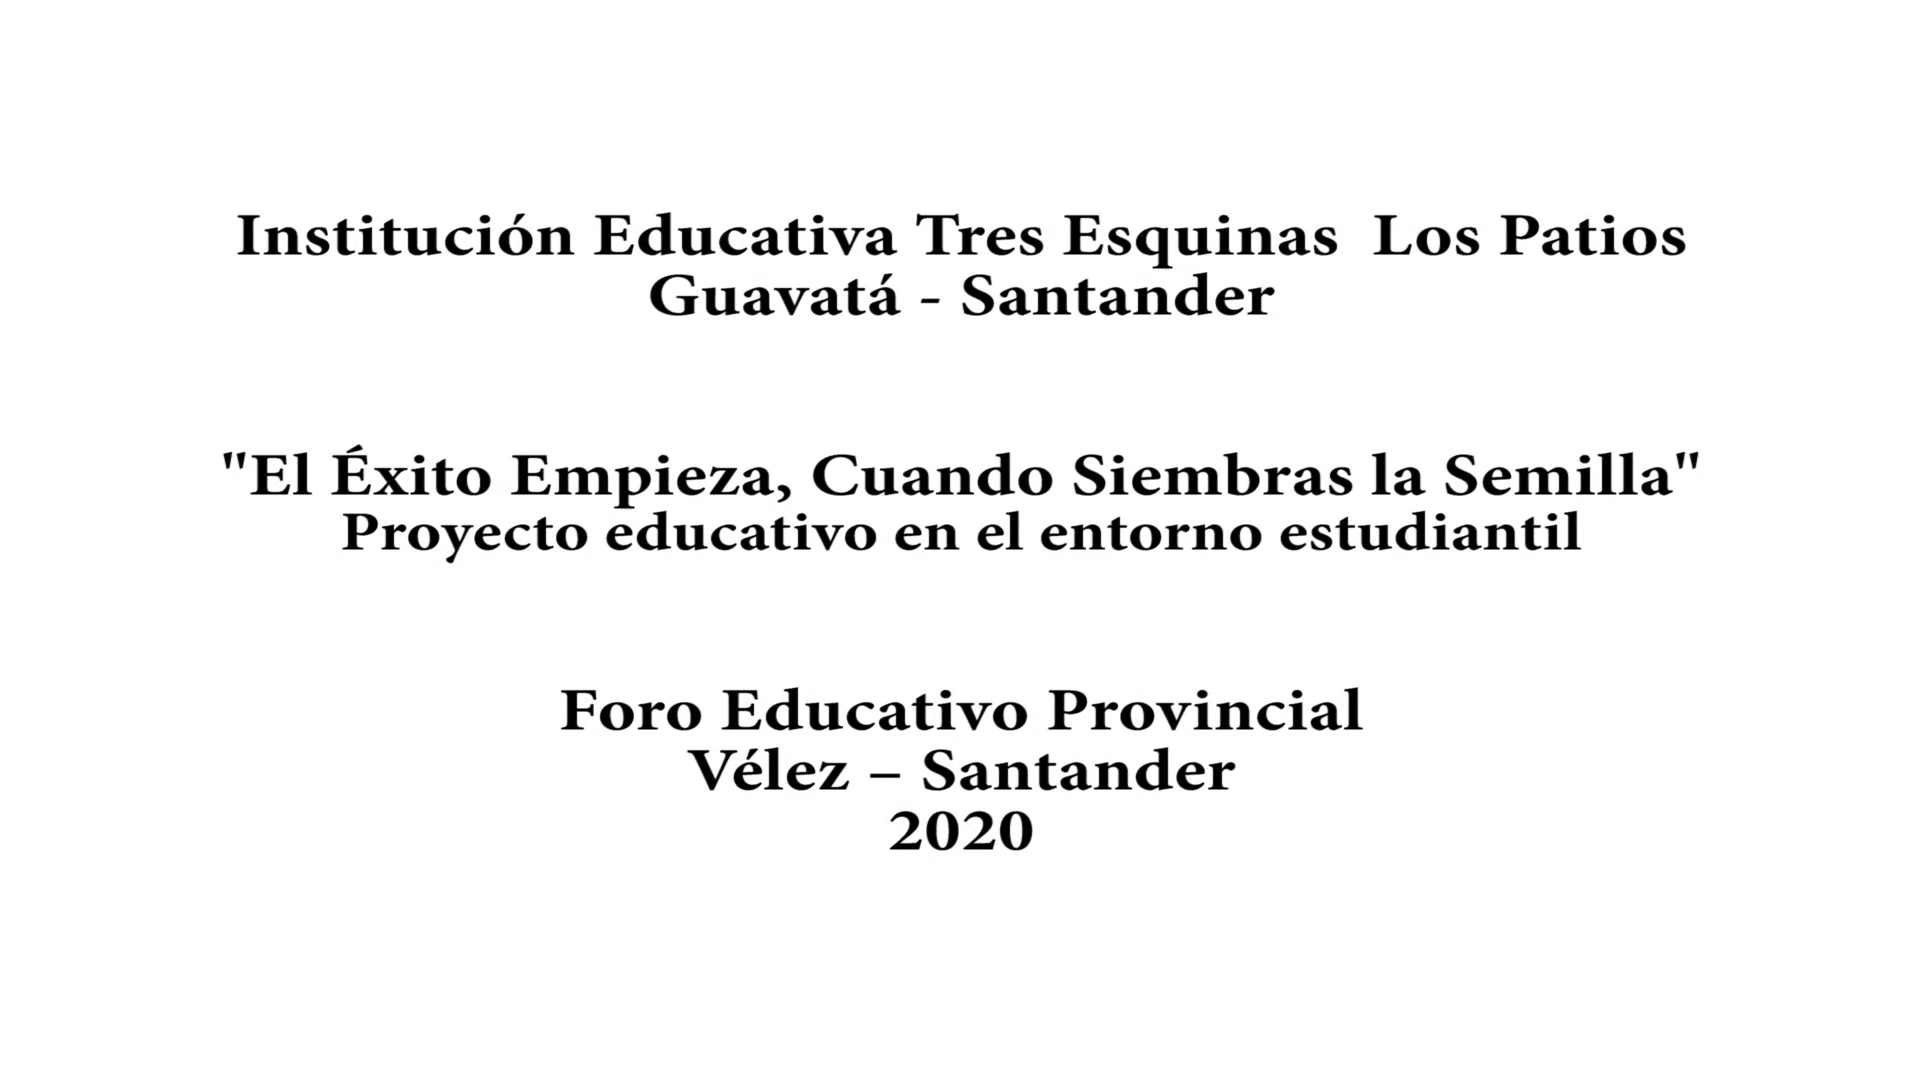 Institución Educativa Tres Esquinas  Los Patios
Guavatá - Santander
"El Éxito Empieza, Cuando Siembras la Semilla"
Proyecto educativo en el entorno estudiantil
Foro Educativo Provincial
Vélez – Santander
2020